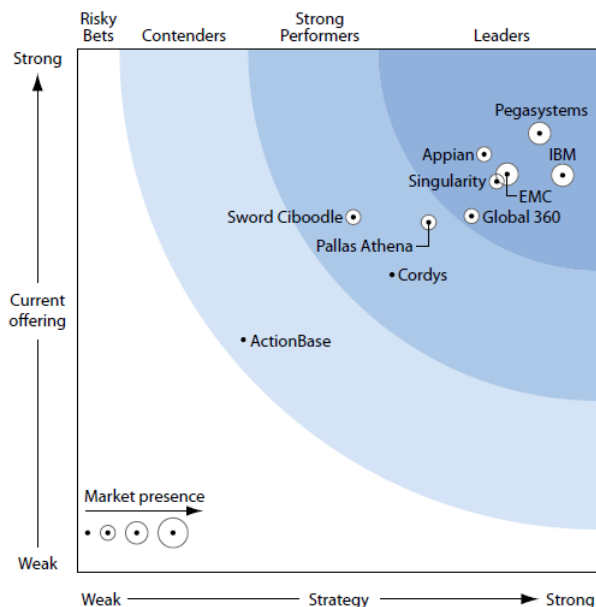 Risky
Bets
Contenders
Strong
Performers
Leaders
Strong
Pegasystems
Appian
IBM
Singularity
EMC
Sword Ciboodle
Global 360
Pallas Athena
Cordys
Current
offering
ActionBase
Market presence
Weak
Weak
Strategy
Strong